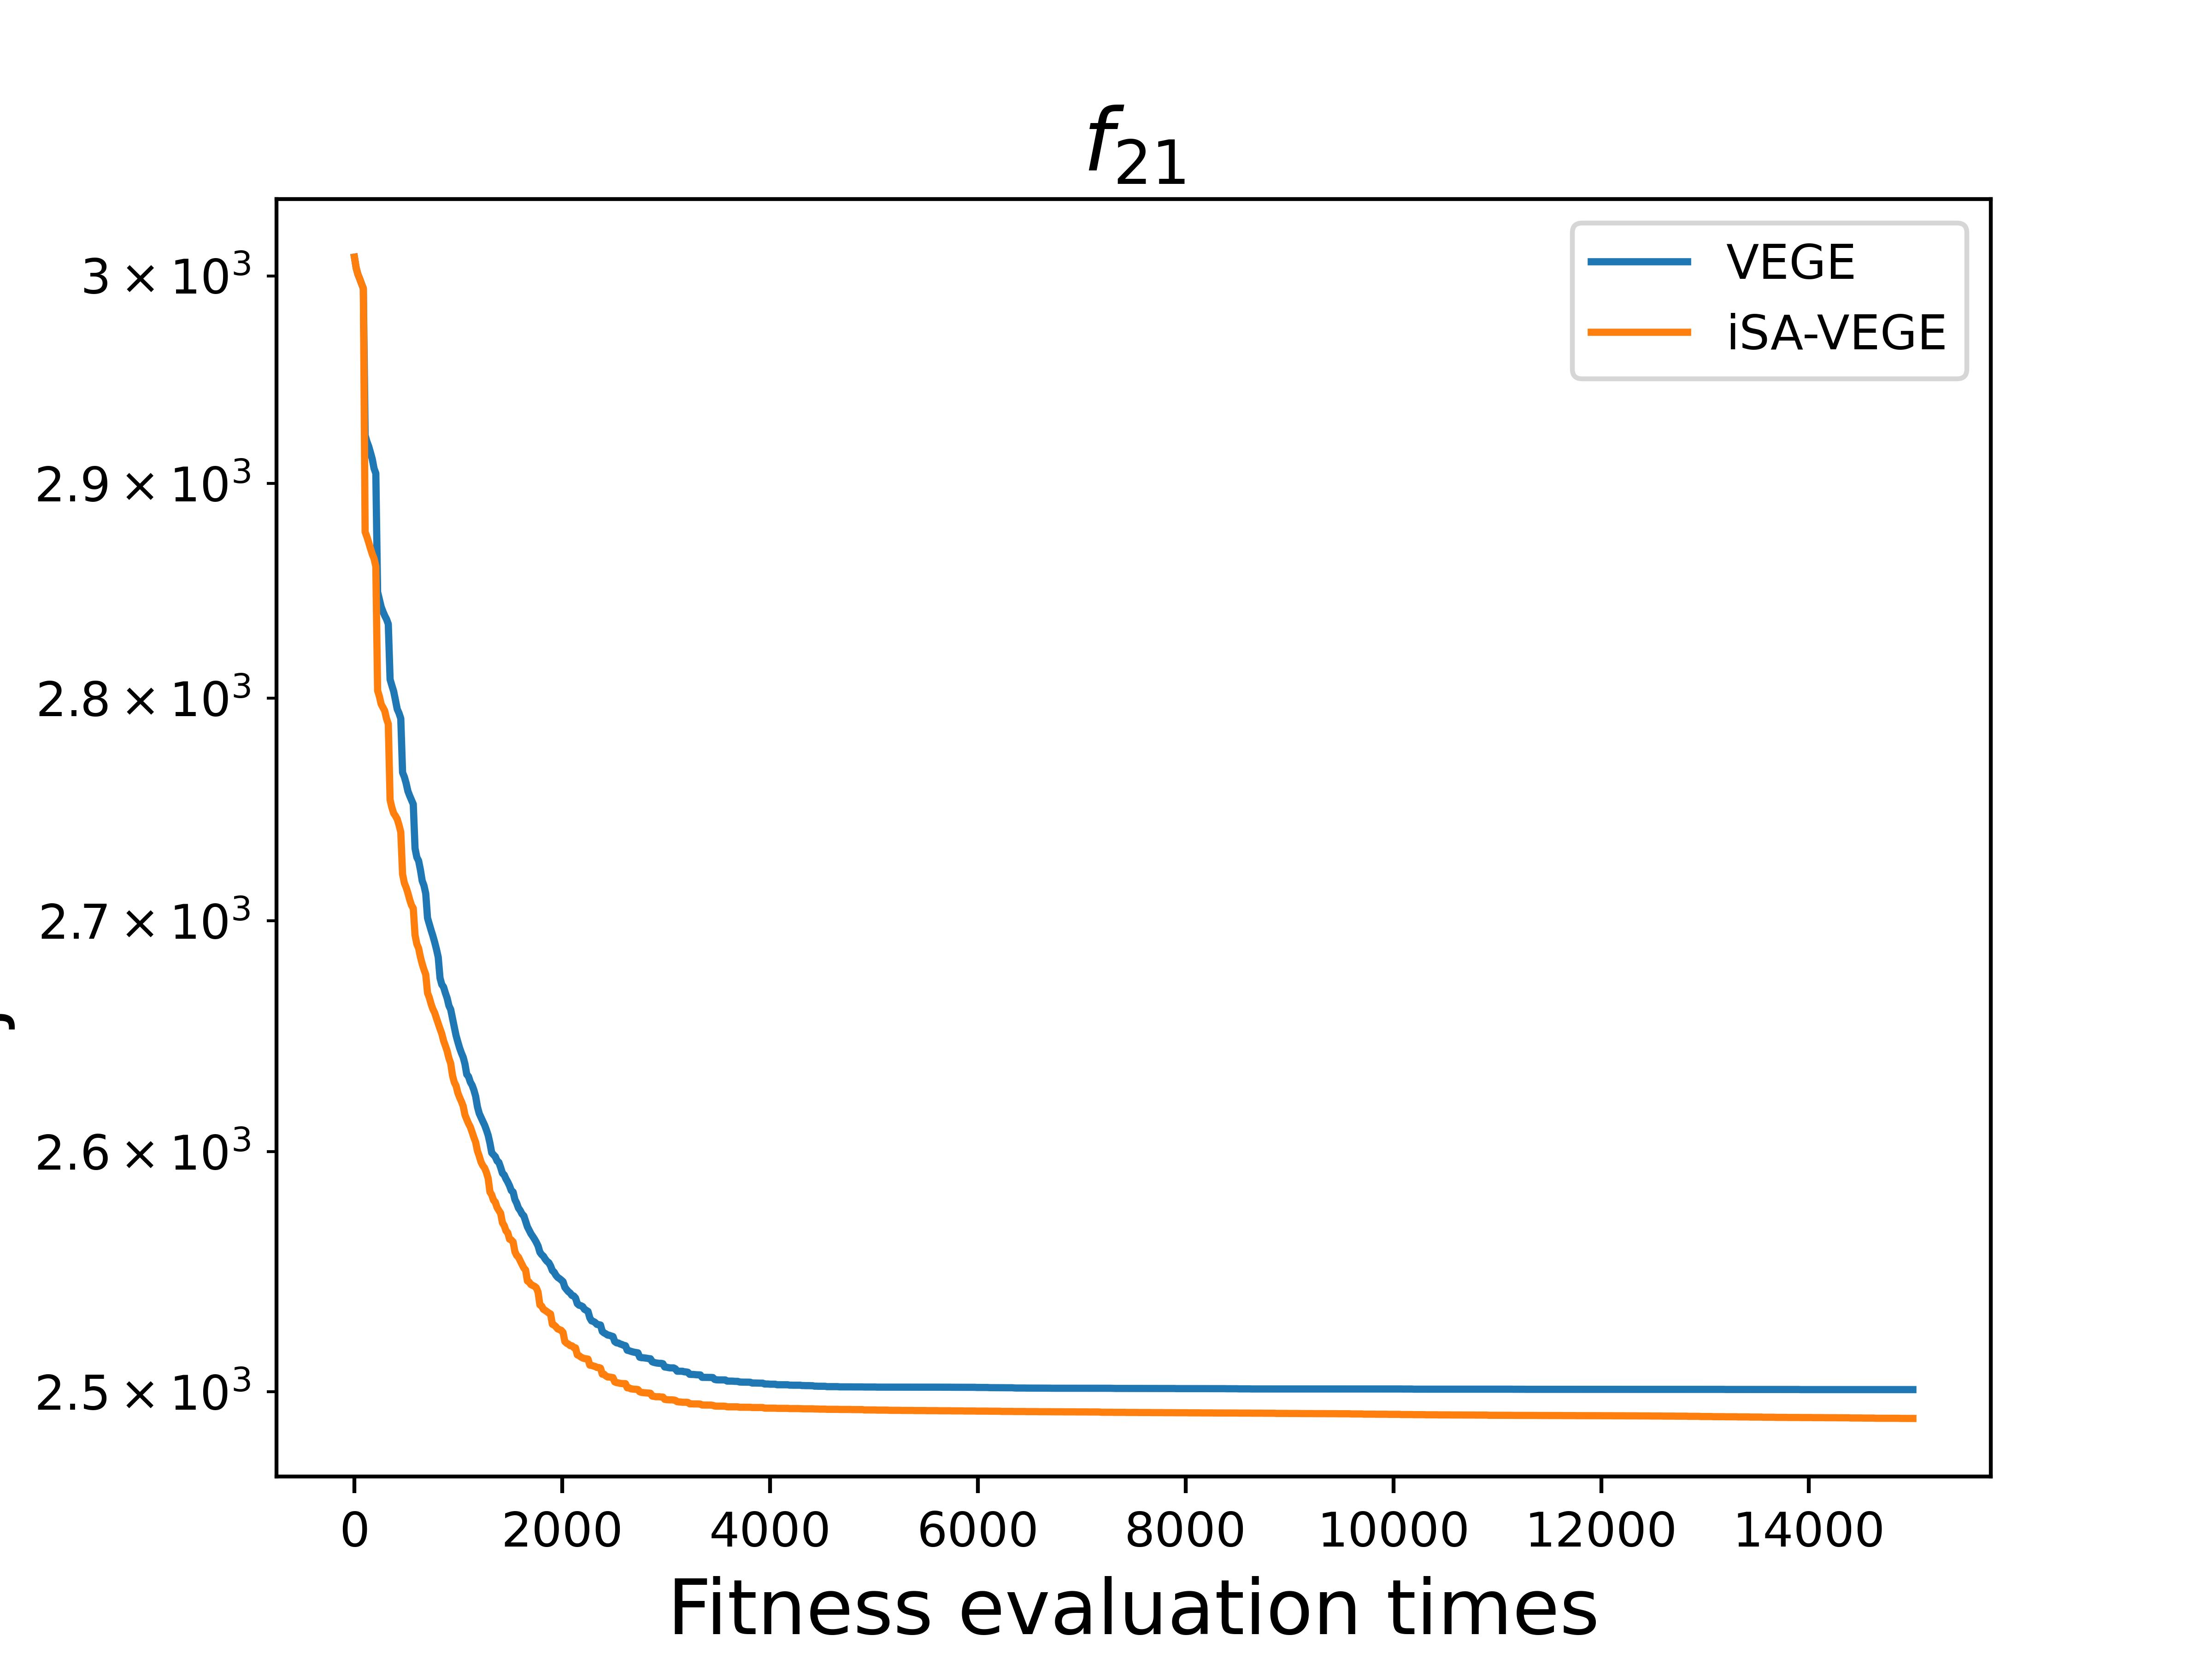 f₂₁
3 × 10³
2.9 × 10³
2.8 × 10³
2.7 × 10³
2.6 × 10³
2.5 × 10³
VEGE
iSA-VEGE
0 2000 4000 6000 8000 10000 12000 14000
Fitness evaluation times